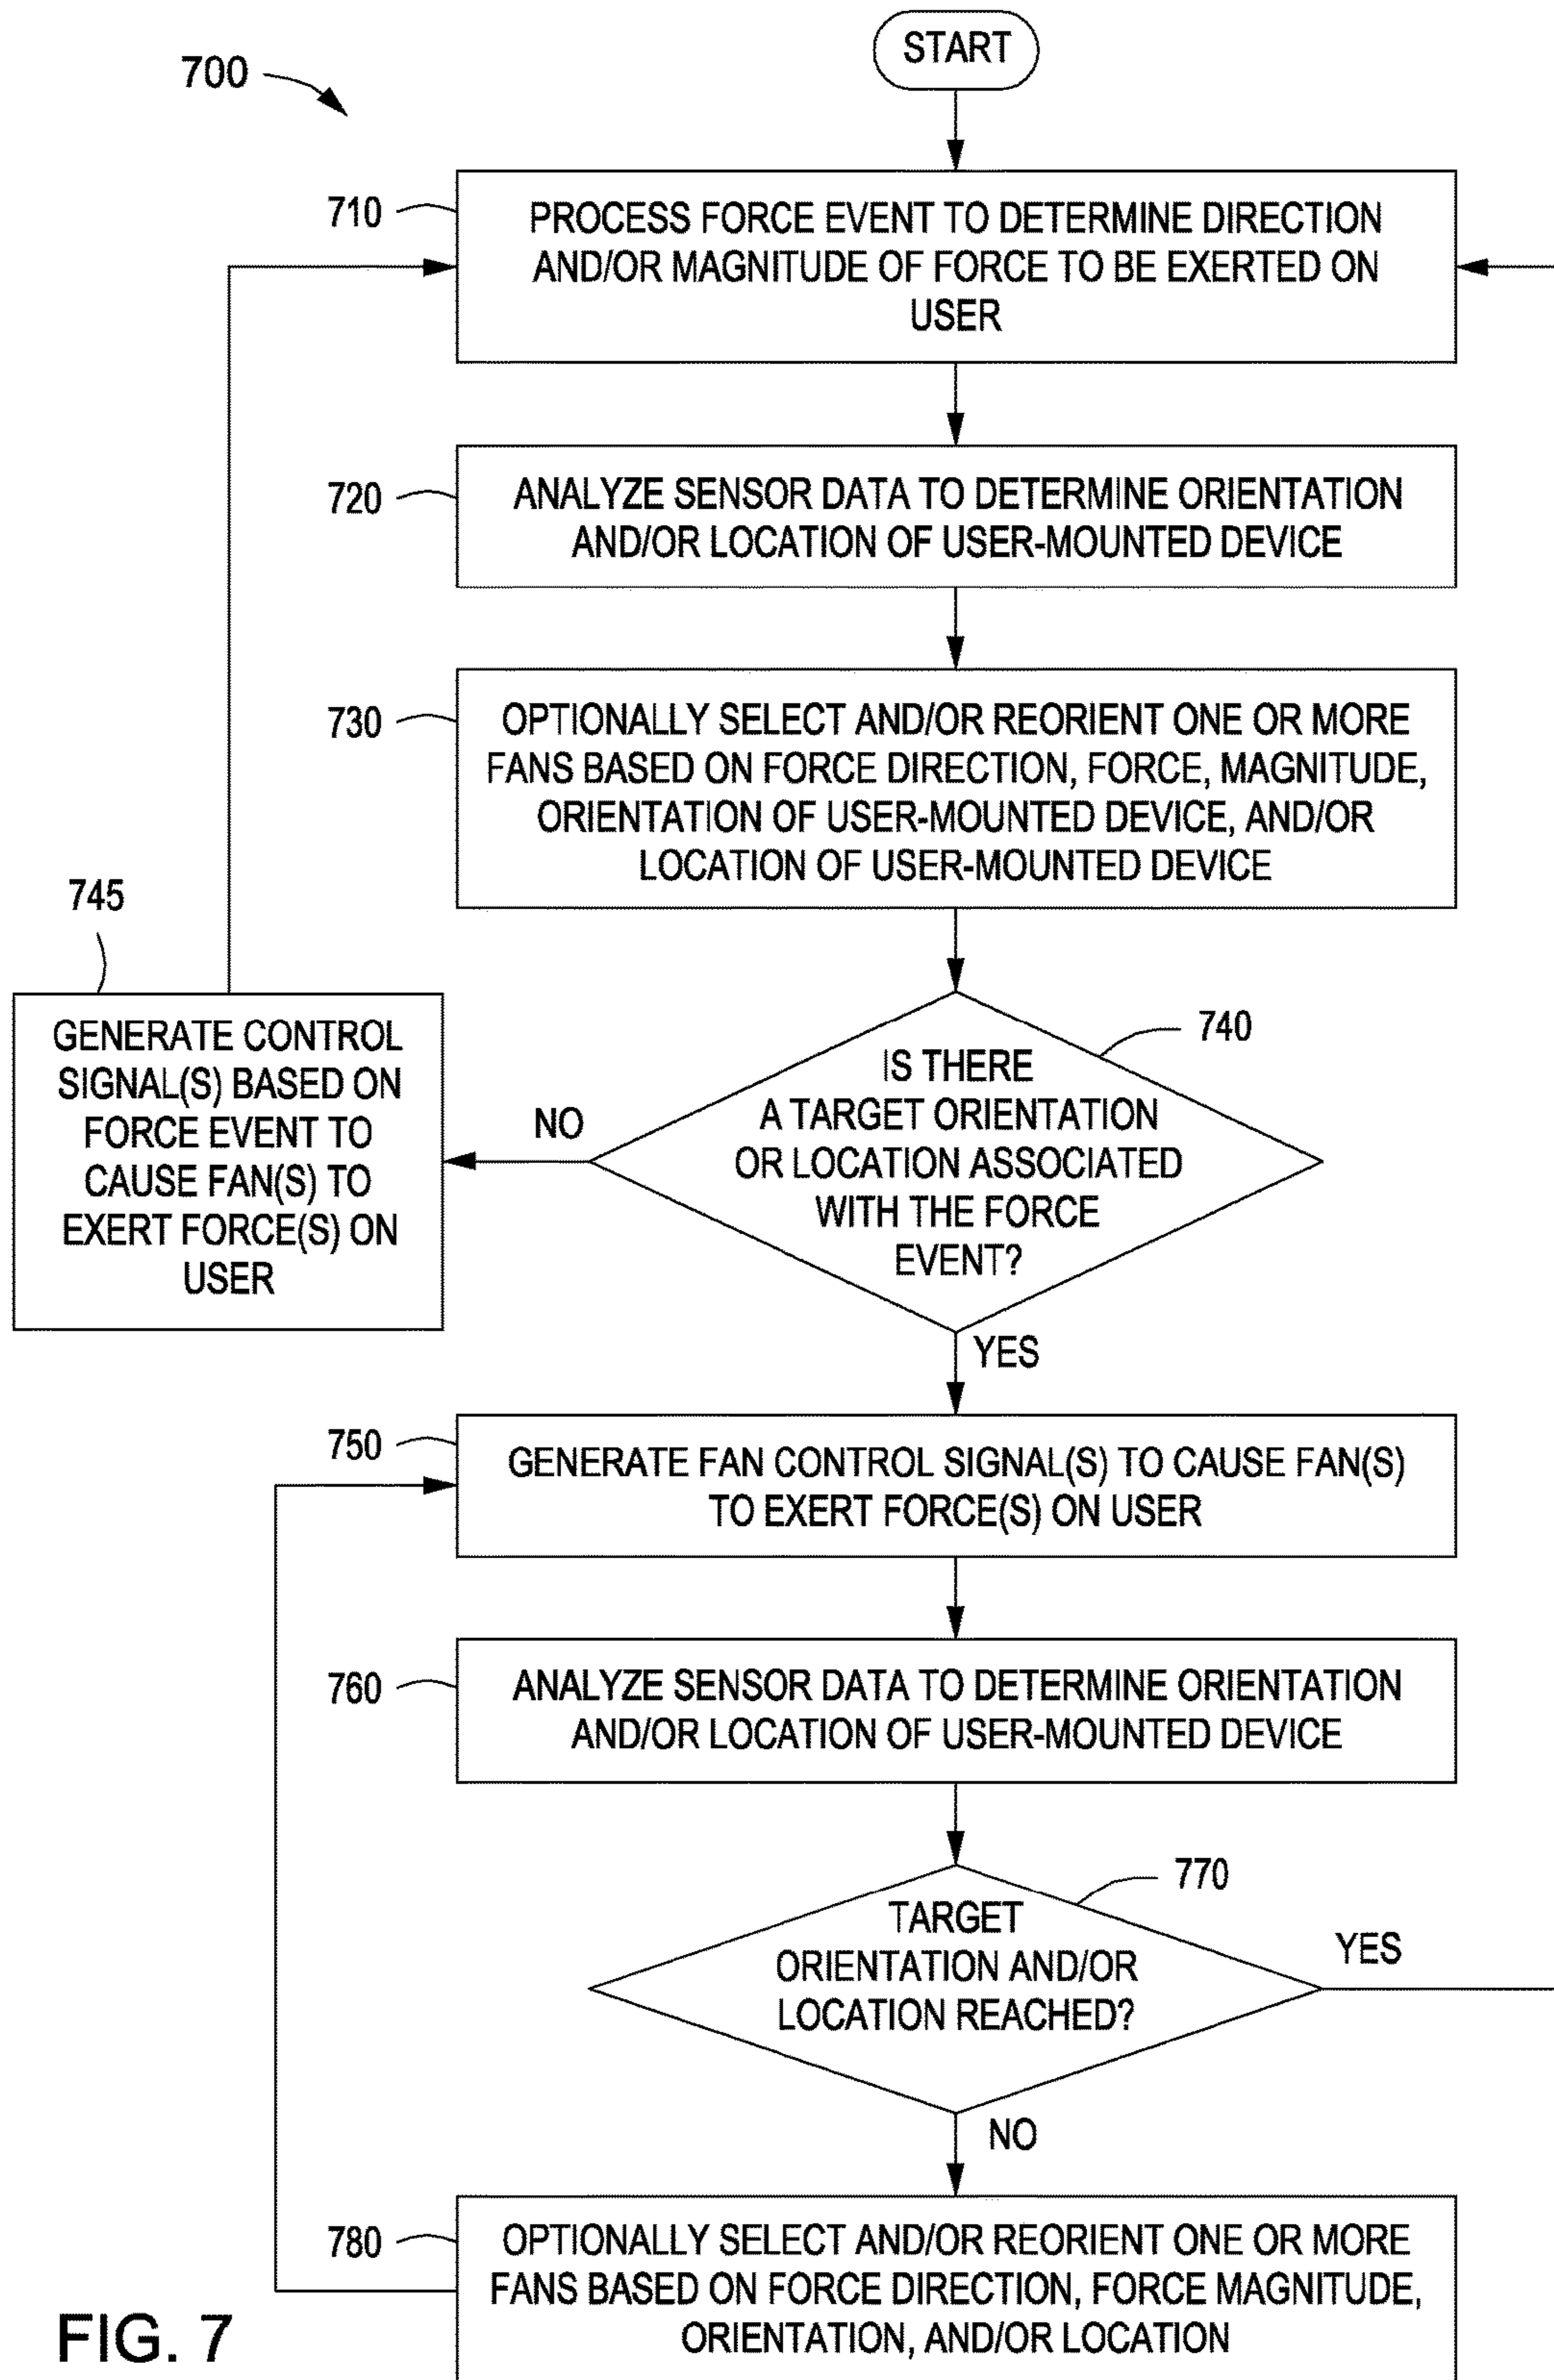 START
700
710
PROCESS FORCE EVENT TO DETERMINE DIRECTION
AND/OR MAGNITUDE OF FORCE TO BE EXERTED ON
USER
720
ANALYZE SENSOR DATA TO DETERMINE ORIENTATION
AND/OR LOCATION OF USER-MOUNTED DEVICE
730
OPTIONALLY SELECT AND/OR REORIENT ONE OR MORE
FANS BASED ON FORCE DIRECTION, FORCE, MAGNITUDE,
ORIENTATION OF USER-MOUNTED DEVICE, AND/OR
LOCATION OF USER-MOUNTED DEVICE
740
IS THERE
A TARGET ORIENTATION
OR LOCATION ASSOCIATED
WITH THE FORCE
EVENT?
NO
745
GENERATE CONTROL
SIGNAL(S) BASED ON
FORCE EVENT TO
CAUSE FAN(S) TO
EXERT FORCE(S) ON
USER
YES
750
GENERATE FAN CONTROL SIGNAL(S) TO CAUSE FAN(S)
TO EXERT FORCE(S) ON USER
760
ANALYZE SENSOR DATA TO DETERMINE ORIENTATION
AND/OR LOCATION OF USER-MOUNTED DEVICE
770
TARGET
ORIENTATION AND/OR
LOCATION REACHED?
YES
NO
780
OPTIONALLY SELECT AND/OR REORIENT ONE OR MORE
FANS BASED ON FORCE DIRECTION, FORCE MAGNITUDE,
ORIENTATION, AND/OR LOCATION
FIG. 7